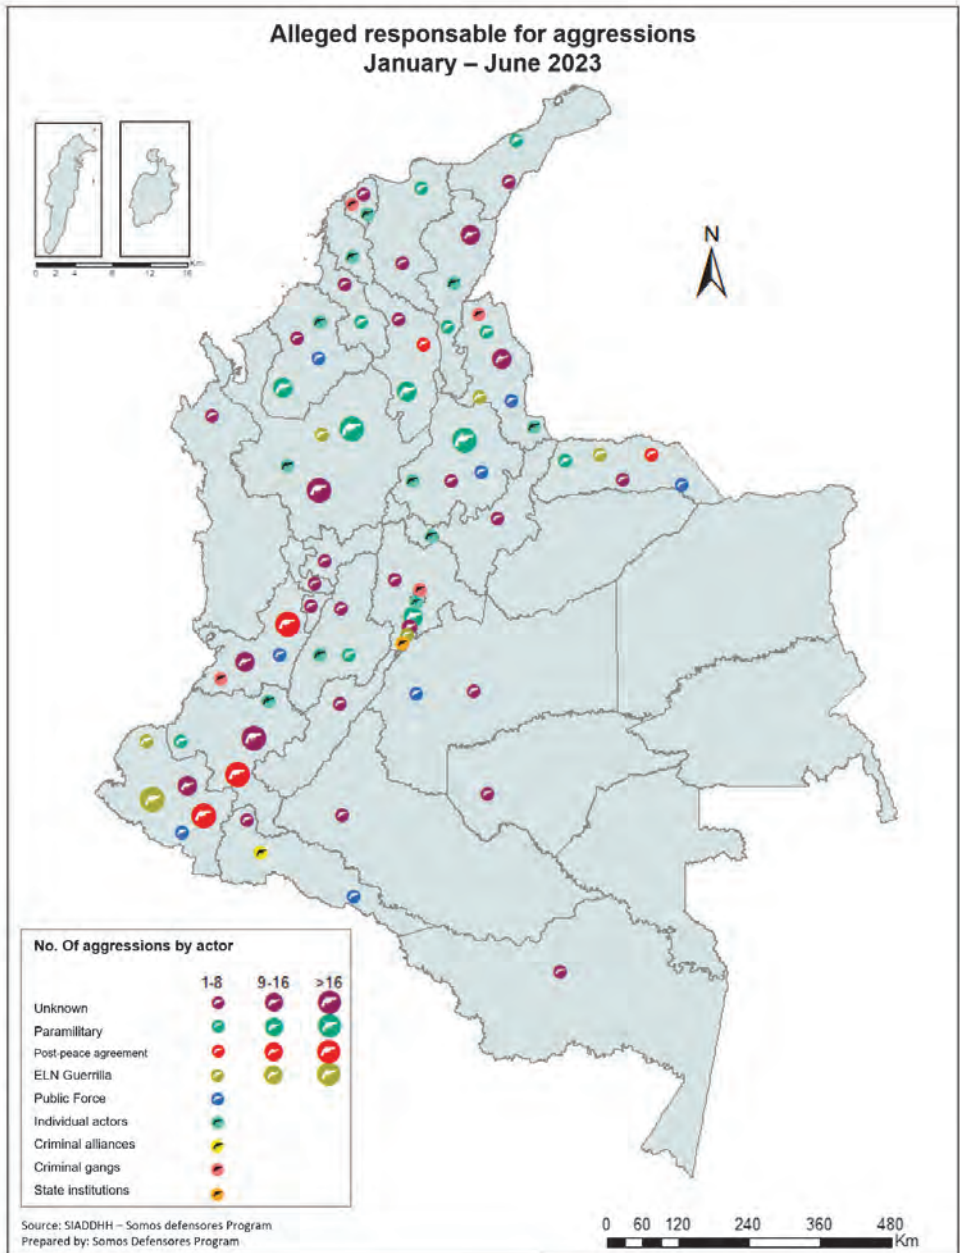 Alleged responsable for aggressions
January – June 2023
Km
0 2 4 8 12 16
N
No. Of aggressions by actor
1-8 9-16 >16
Unknown
Paramilitary
Post-peace agreement
ELN Guerrilla
Public Force
Individual actors
Criminal alliances
Criminal gangs
State institutions
Source: SIADDHH – Somos defensores Program
Prepared by: Somos Defensores Program
0 60 120 240 360 480
Km